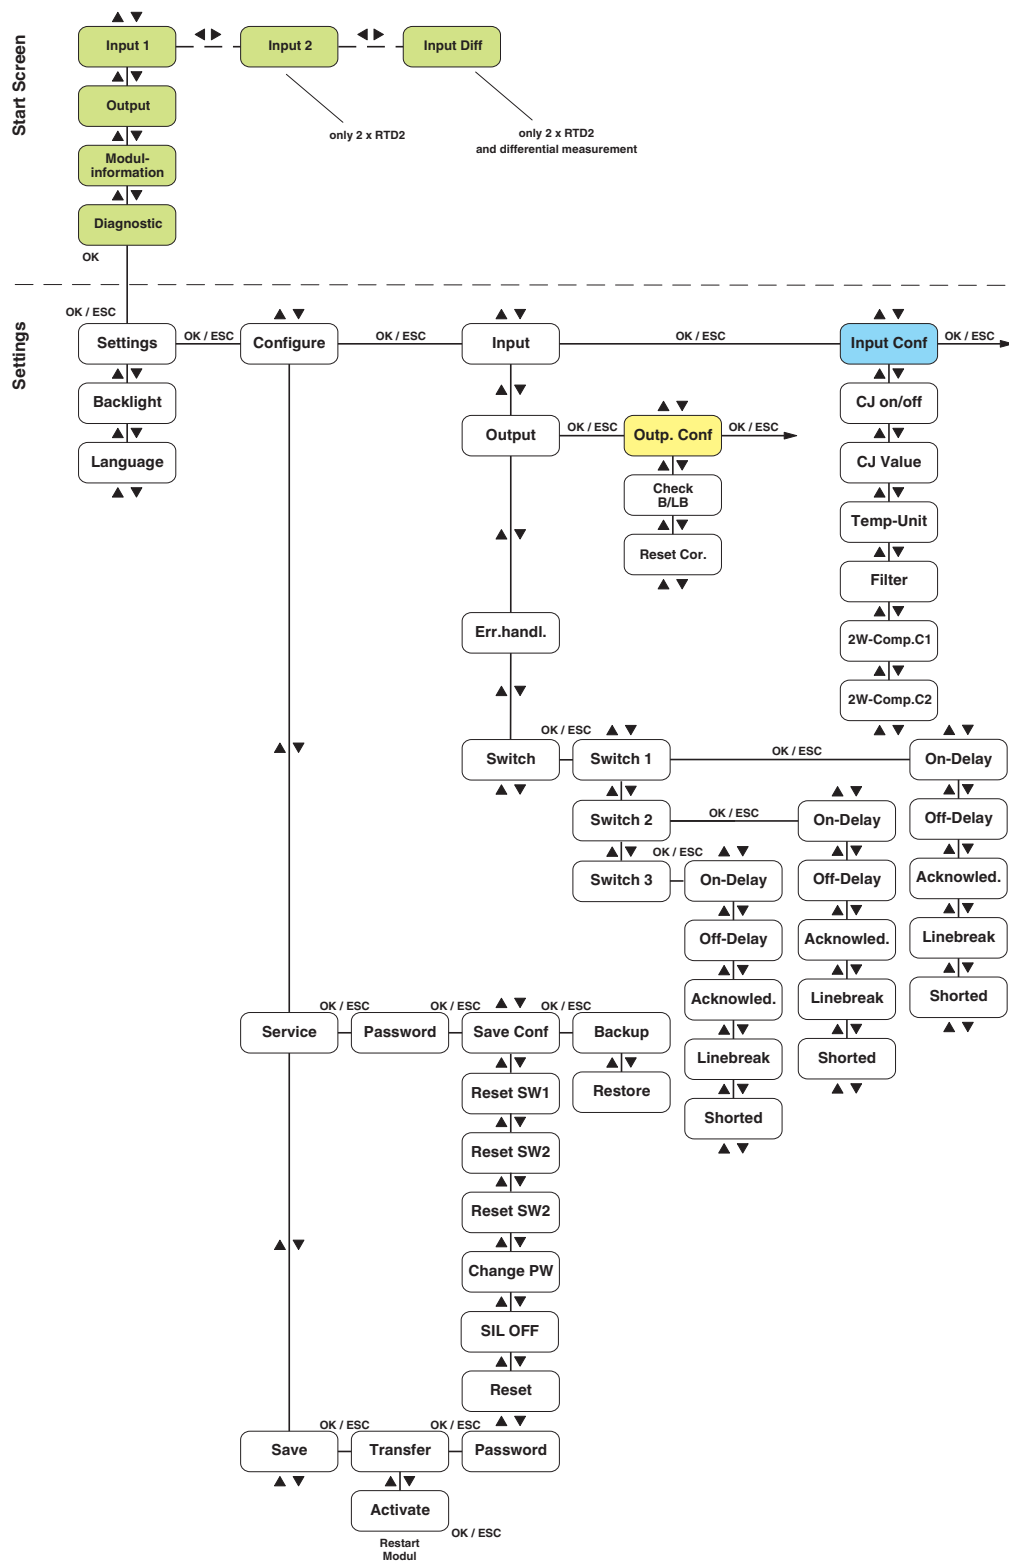 Start Screen
Input 1
Input 2
Input Diff
only 2 x RTD2
only 2 x RTD2
and differential measurement
Output
Modul-
information
Diagnostic
OK
Settings
OK / ESC
Settings
OK / ESC
Configure
OK / ESC
Input
OK / ESC
Input Conf
OK / ESC
Backlight
Language
Output
OK / ESC
Outp. Conf
OK / ESC
Check
B/LB
Reset Cor.
CJ on/off
CJ Value
Temp-Unit
Filter
2W-Comp.C1
2W-Comp.C2
Err.handl.
Switch
OK / ESC
Switch 1
OK / ESC
On-Delay
Off-Delay
Acknowled.
Linebreak
Shorted
Switch 2
OK / ESC
On-Delay
Off-Delay
Acknowled.
Linebreak
Shorted
Switch 3
OK / ESC
On-Delay
Off-Delay
Acknowled.
Linebreak
Shorted
Service
OK / ESC
Password
OK / ESC
Save Conf
OK / ESC
Backup
Restore
Reset SW1
Reset SW2
Reset SW2
Change PW
SIL OFF
Reset
Save
OK / ESC
Transfer
OK / ESC
Password
Activate
OK / ESC
Restart
Modul